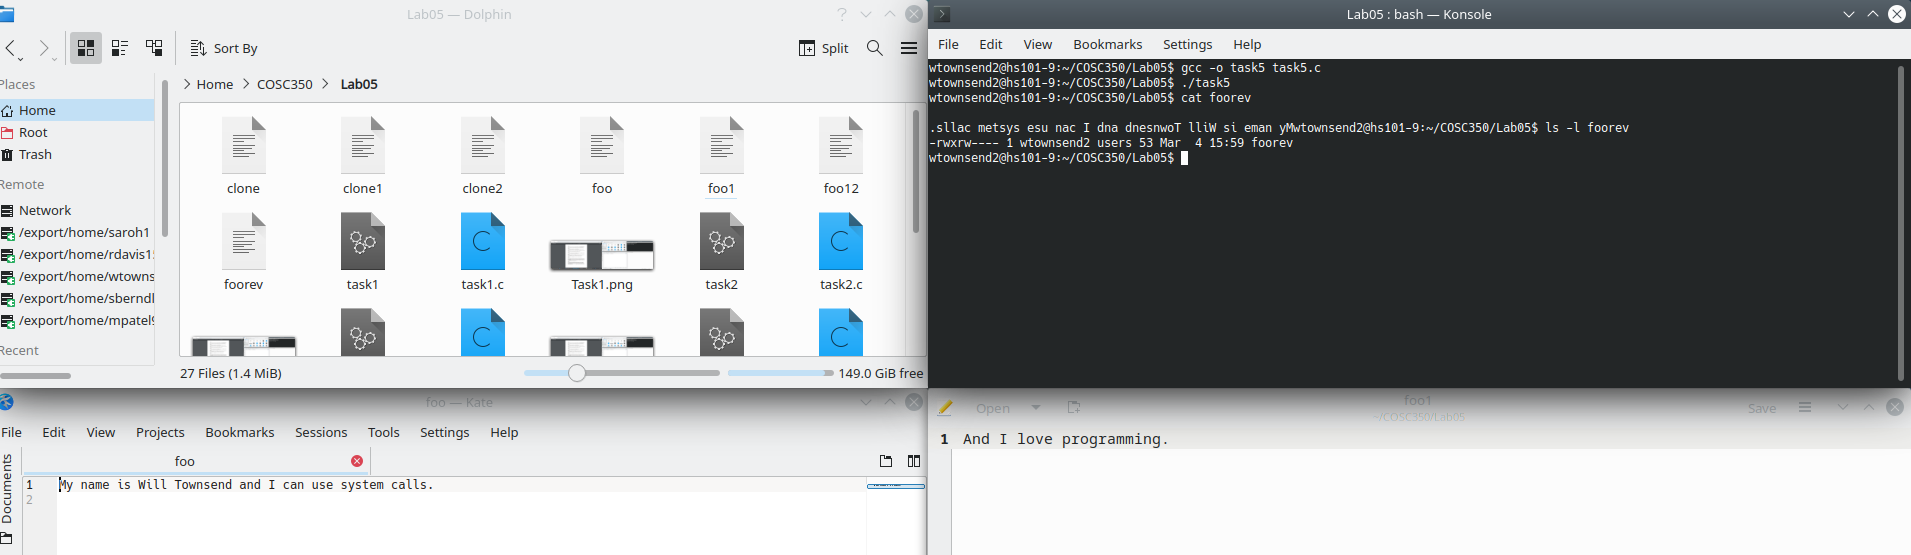 Lab05 — Dolphin
?
Sort By
Split
Places
Home
Root
Trash
Remote
Network
/export/home/saroh1
/export/home/rdavis1
/export/home/wtowns
/export/home/sberndl
/export/home/mpatel9
Recent
Home > COSC350 > Lab05
clone
clone1
clone2
foo
foo1
foo12
foorev
task1
task1.c
Task1.png
task2
task2.c
27 Files (1.4 MiB)
149.0 GiB free
Lab05 : bash — Konsole
File Edit View Bookmarks Settings Help
wtownsend2@hs101-9:~/COSC350/Lab05$ gcc -o task5 task5.c
wtownsend2@hs101-9:~/COSC350/Lab05$ ./task5
wtownsend2@hs101-9:~/COSC350/Lab05$ cat foorev
.sllac metsys esu nac I dna dnesnwoT lliW si eman yMwtownsend2@hs101-9:~/COSC350/Lab05$ ls -l foorev
-rwxrw---- 1 wtownsend2 users 53 Mar  4 15:59 foorev
wtownsend2@hs101-9:~/COSC350/Lab05$
foo — Kate
File Edit View Projects Bookmarks Sessions Tools Settings Help
Documents
foo
1 My name is Will Townsend and I can use system calls.
2
Open
foo1
~/COSC350/Lab05
Save
1 And I love programming.